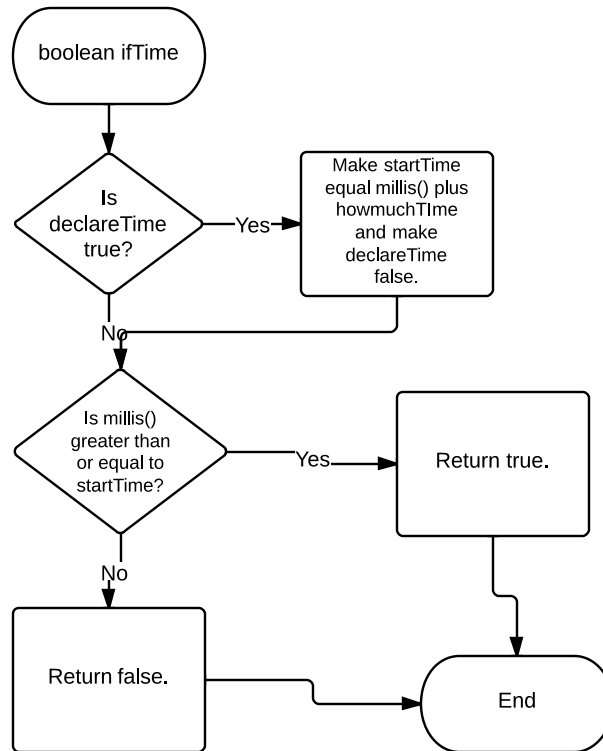 boolean ifTime
Is
declareTime
true?
Yes
Make startTime
equal millis() plus
howmuchTIme
and make
declareTime
false.
No
Is millis()
greater than
or equal to
startTime?
Yes
Return true.
No
Return false.
End